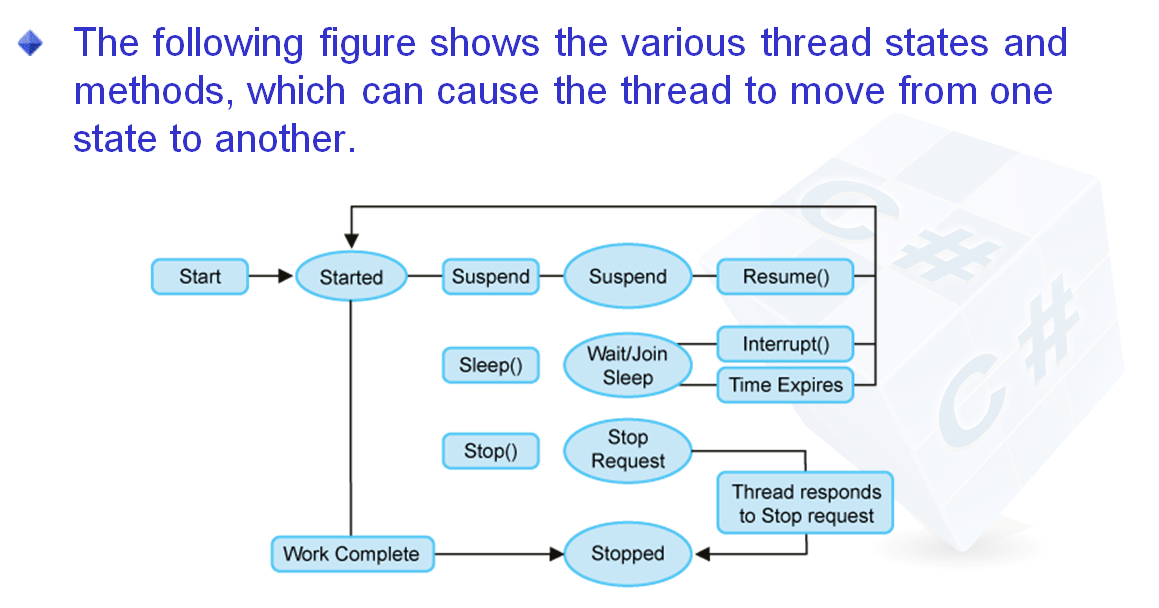 The following figure shows the various thread states and
methods, which can cause the thread to move from one
state to another.
Start
Started
Suspend
Suspend
Resume()
Sleep()
Wait/Join
Sleep
Interrupt()
Time Expires
Stop()
Stop
Request
Thread responds
to Stop request
Work Complete
Stopped
C#
C#